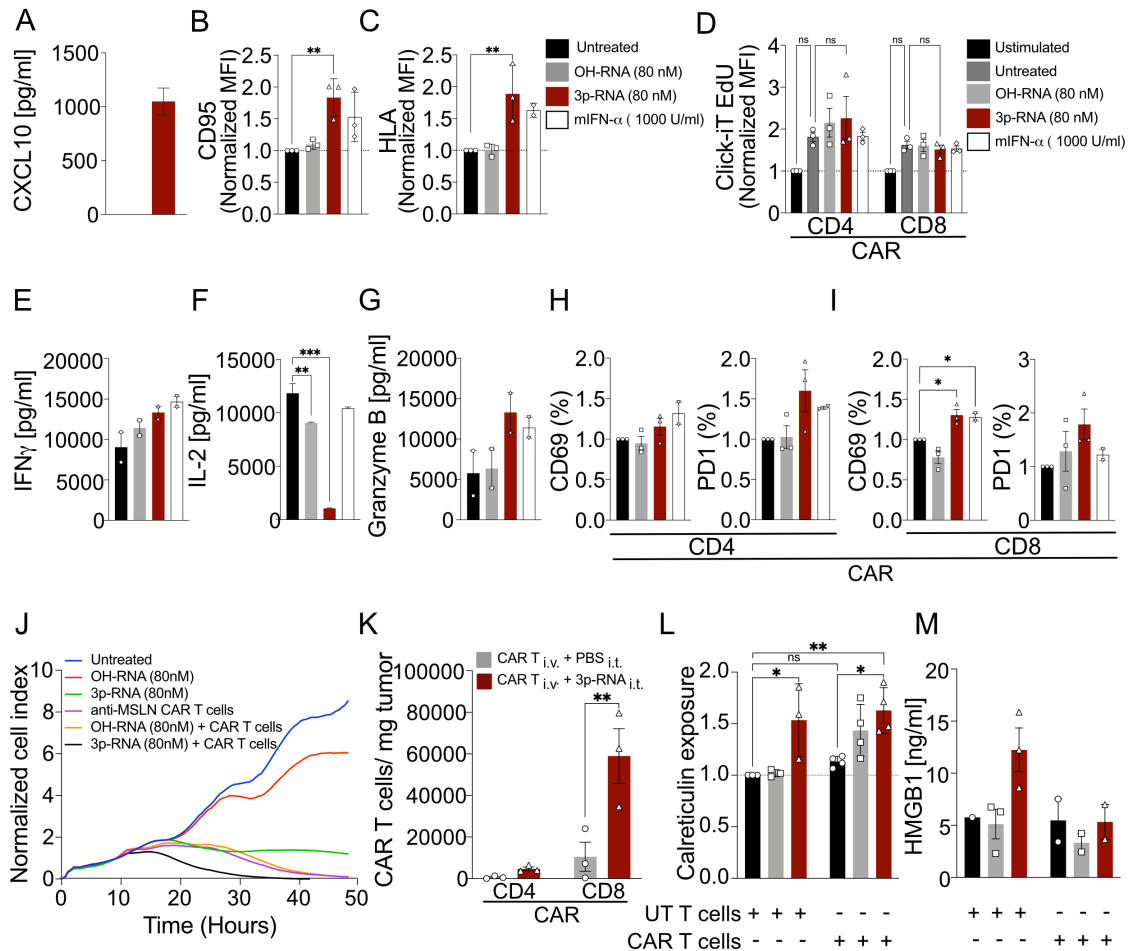 A
CXCL10 [pg/ml]
1500
1000
500
0
B
CD95
(Normalized MFI)
2.5
2.0
1.5
1.0
0.5
0.0
**
C
HLA
(Normalized MFI)
2.5
2.0
1.5
1.0
0.5
0.0
**
Untreated
OH-RNA (80 nM)
3p-RNA (80 nM)
mIFN-α ( 1000 U/ml)
D
Click-iT EdU
(Normalized MFI)
4
3
2
1
0
ns
ns
ns
ns
CD4
CD8
CAR
Ustimulated
Untreated
OH-RNA (80 nM)
3p-RNA (80 nM)
mIFN-α ( 1000 U/ml)
E
IFNγ [pg/ml]
20000
15000
10000
5000
0
F
IL-2 [pg/ml]
15000
10000
5000
0
***
**
G
Granzyme B [pg/ml]
20000
15000
10000
5000
0
H
CD69 (%)
2.0
1.5
1.0
0.5
0.0
PD1 (%)
2.0
1.5
1.0
0.5
0.0
CD4
I
CD69 (%)
2.0
1.5
1.0
0.5
0.0
*
*
PD1 (%)
3
2
1
0
CD8
CAR
J
Normalized cell index
10
8
6
4
2
0
Untreated
OH-RNA (80nM)
3p-RNA (80nM)
anti-MSLN CAR T cells
OH-RNA (80nM) + CAR T cells
3p-RNA (80nM) + CAR T cells
0 10 20 30 40 50
Time (Hours)
K
CAR T cells/ mg tumor
100000
80000
60000
40000
20000
0
CAR T i.v. + PBS i.t.
CAR T i.v. + 3p-RNA i.t.
**
CD4
CD8
CAR
L
Calreticulin exposure
2.0
1.5
1.0
0.5
0.0
**
ns
*
*
UT T cells + + + - - -
CAR T cells - - - + + +
M
HMGB1 [ng/ml]
20
15
10
5
0
+ + + - - -
- - - + + +